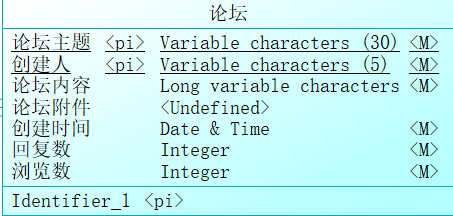 论坛
论坛主题 <pi> Variable characters (30) <M>
创建人 <pi> Variable characters (5) <M>
论坛内容 Long variable characters <M>
论坛附件 <Undefined>
创建时间 Date & Time <M>
回复数 Integer <M>
浏览数 Integer <M>
Identifier_1 <pi>